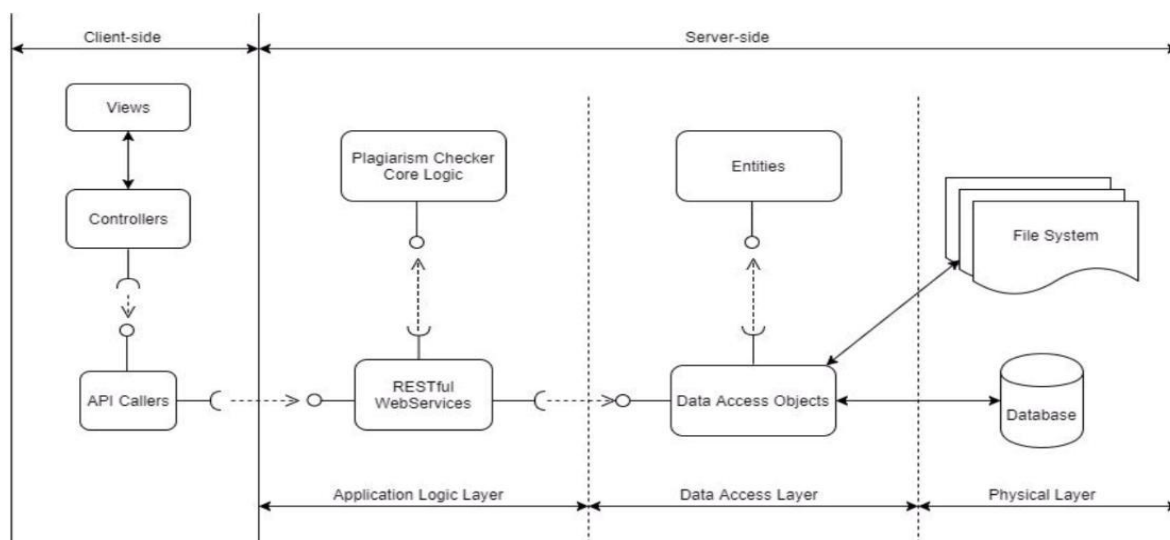 Client-side
Server-side
Views
Controllers
API Callers
Plagiarism Checker
Core Logic
RESTful
WebServices
Entities
Data Access Objects
File System
Database
Application Logic Layer
Data Access Layer
Physical Layer